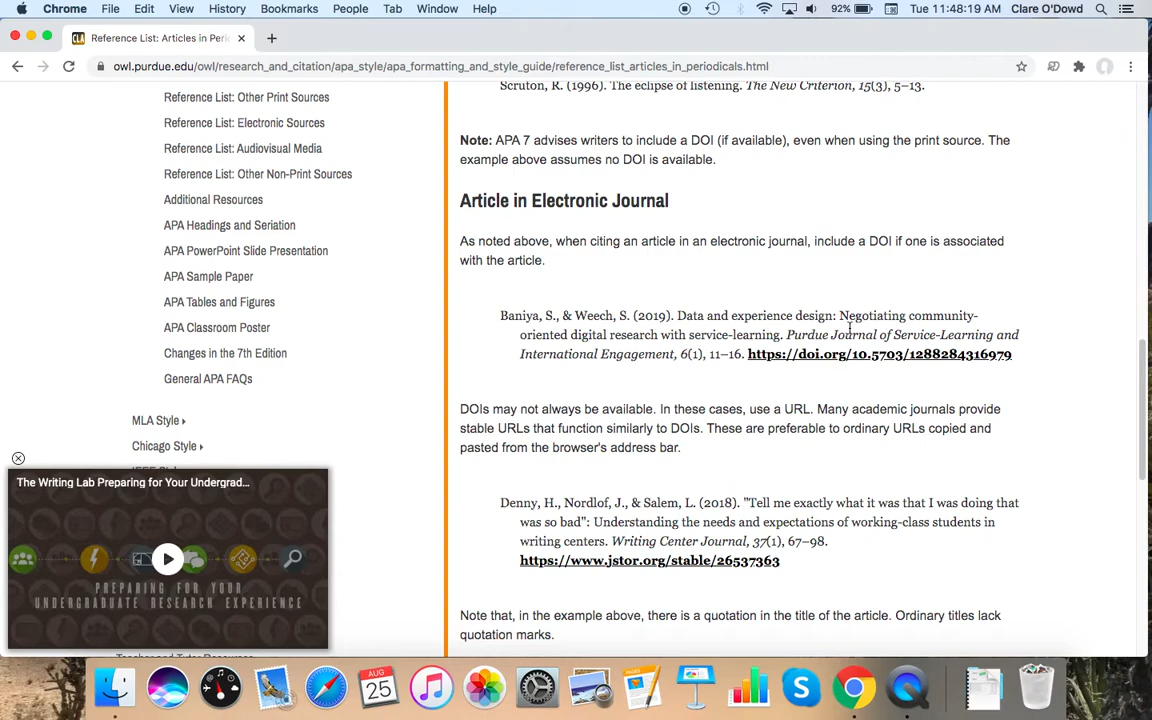 Chrome File Edit View History Bookmarks People Tab Window Help 92% Tue 11:48:19 AM Clare O'Dowd
Reference List: Articles in Peri
owl.purdue.edu/owl/research_and_citation/apa_style/apa_formatting_and_style_guide/reference_list_articles_in_periodicals.html
Reference List: Other Print Sources
Reference List: Electronic Sources
Reference List: Audiovisual Media
Reference List: Other Non-Print Sources
Additional Resources
APA Headings and Seriation
APA PowerPoint Slide Presentation
APA Sample Paper
APA Tables and Figures
APA Classroom Poster
Changes in the 7th Edition
General APA FAQs
MLA Style
Chicago Style
The Writing Lab Preparing for Your Undergrad...
PREPARING FOR YOUR
UNDERGRADUATE RESEARCH EXPERIENCE
Scruton, R. (1996). The eclipse of listening. The New Criterion, 15(3), 5–13.
Note: APA 7 advises writers to include a DOI (if available), even when using the print source. The
example above assumes no DOI is available.
Article in Electronic Journal
As noted above, when citing an article in an electronic journal, include a DOI if one is associated
with the article.
Baniya, S., & Weech, S. (2019). Data and experience design: Negotiating community-
oriented digital research with service-learning. Purdue Journal of Service-Learning and
International Engagement, 6(1), 11–16. https://doi.org/10.5703/1288284316979
DOIs may not always be available. In these cases, use a URL. Many academic journals provide
stable URLs that function similarly to DOIs. These are preferable to ordinary URLs copied and
pasted from the browser's address bar.
Denny, H., Nordlof, J., & Salem, L. (2018). "Tell me exactly what it was that I was doing that
was so bad": Understanding the needs and expectations of working-class students in
writing centers. Writing Center Journal, 37(1), 67–98.
https://www.jstor.org/stable/26537363
Note that, in the example above, there is a quotation in the title of the article. Ordinary titles lack
quotation marks.
AUG
25